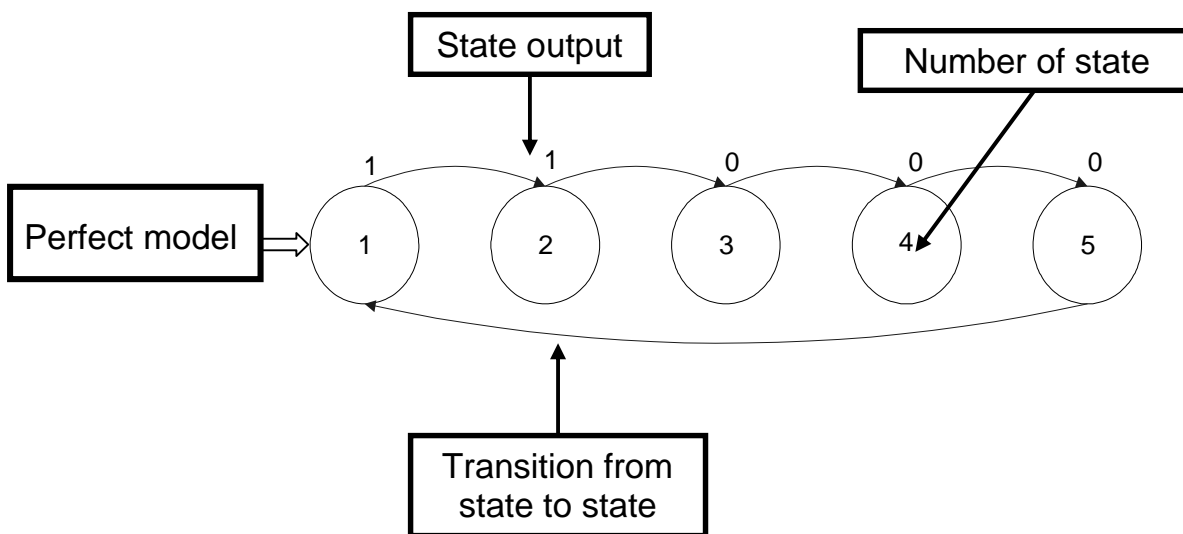 State output
Number of state
1 1 0 0 0
Perfect model
1 2 3 4 5
Transition from
state to state